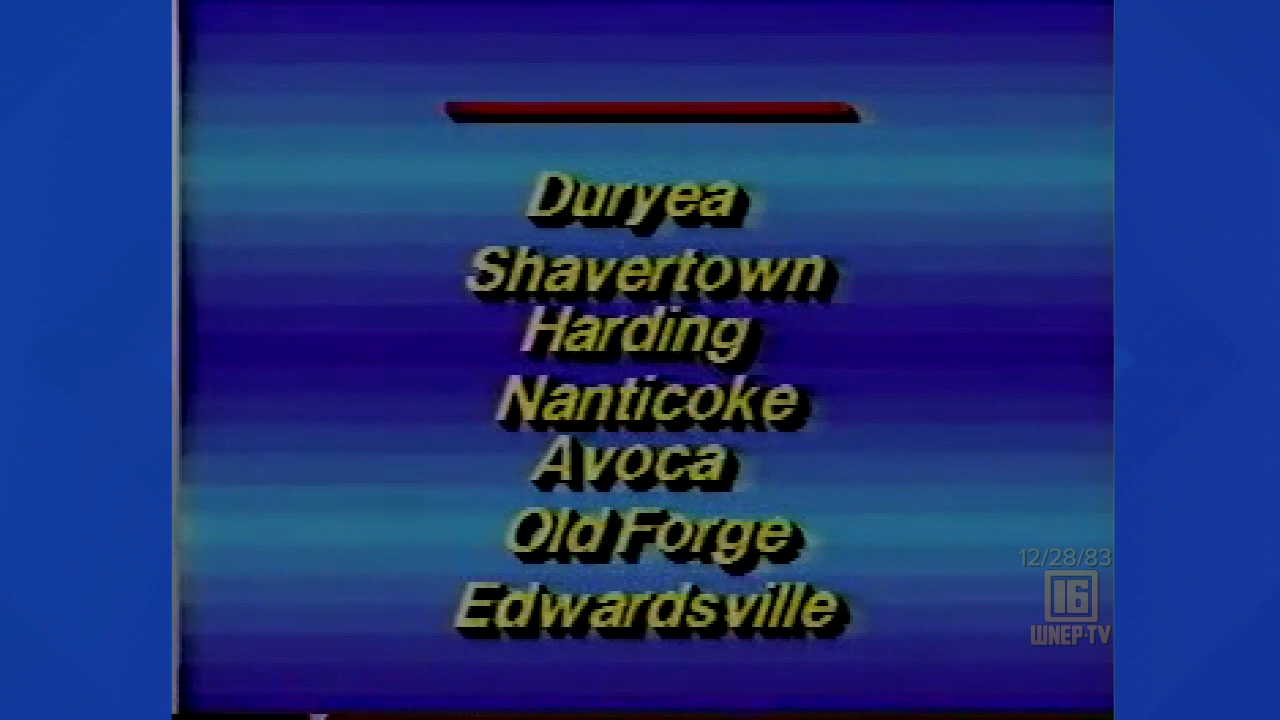 Duryea
Shavertown
Harding
Nanticoke
Avoca
Old Forge
Edwardsville
12/28/83
16
WNEP-TV